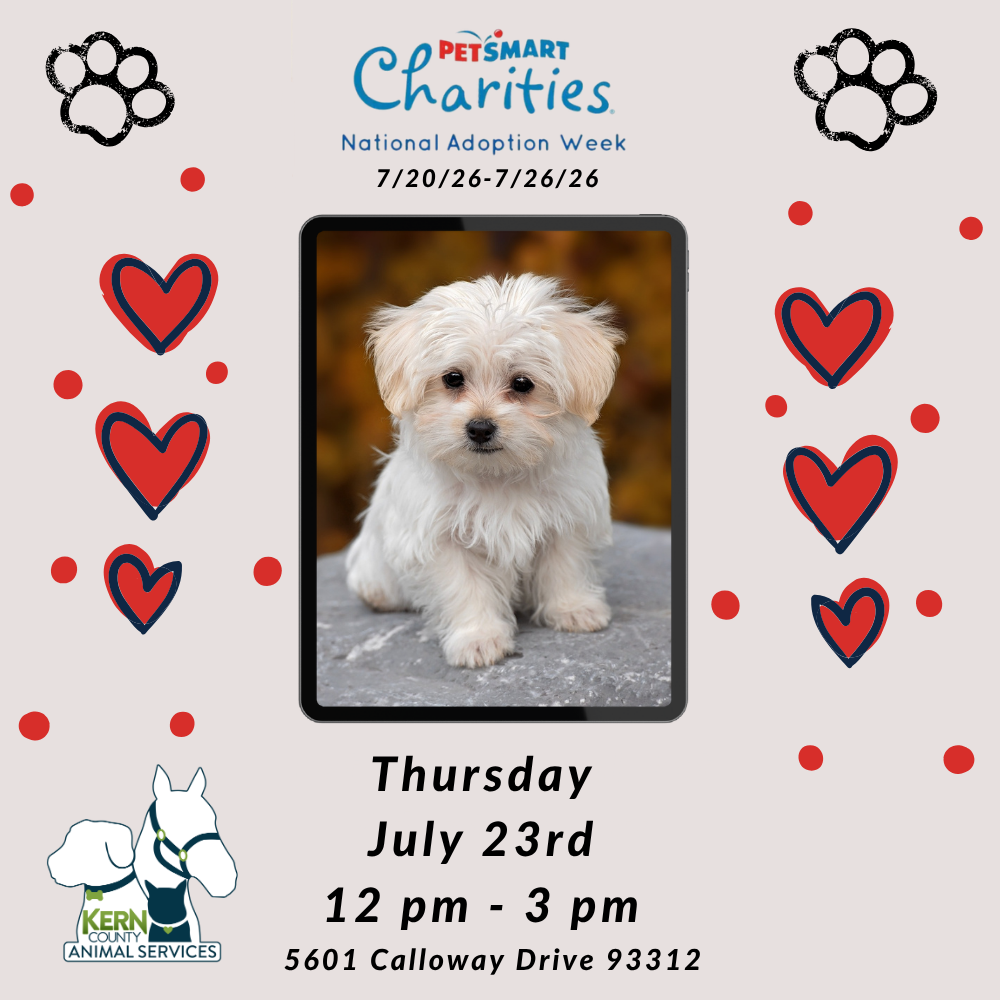 PETSMART
Charities
National Adoption Week
7/20/26-7/26/26
Thursday
July 23rd
12 pm - 3 pm
5601 Calloway Drive 93312
KERN
COUNTY
ANIMAL SERVICES